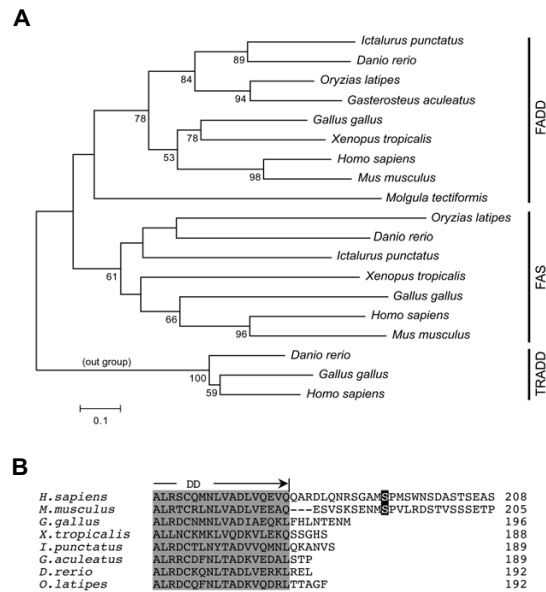 A
Ictalurus punctatus
89
Danio rerio
84
Oryzias latipes
94
Gasterosteus aculeatus
78
Gallus gallus
78
Xenopus tropicalis
53
Homo sapiens
98
Mus musculus
Molgula tectiformis
FADD
Oryzias latipes
Danio rerio
Ictalurus punctatus
61
Xenopus tropicalis
Gallus gallus
66
Homo sapiens
96
Mus musculus
FAS
(out group)
Danio rerio
100
Gallus gallus
59
Homo sapiens
TRADD
0.1
B
DD
H.sapiens ALRSCQMNLVADLVQEVQQARDLQNRSGAMSPMSWNSDASTSEAS 208
M.musculus ALRTCRLNLVADLVEEAQ---ESVSKSENMSPVLRDSTVSSSETP 205
G.gallus ALRDCNMNLVADIAEQKLFHLNTENM 196
X.tropicalis ALLNCKMKLVQDKVLEKQSSGHS 188
I.punctatus ALRDCTLNYTADVVQMNLQKANVS 189
G.aculeatus ALRRCDFNLTADKVDADLSTP 189
D.rerio ALRDCKQNLTADLVERKLREL 192
O.latipes ALRDCQFNLTADKVQDRLTTAGF 192